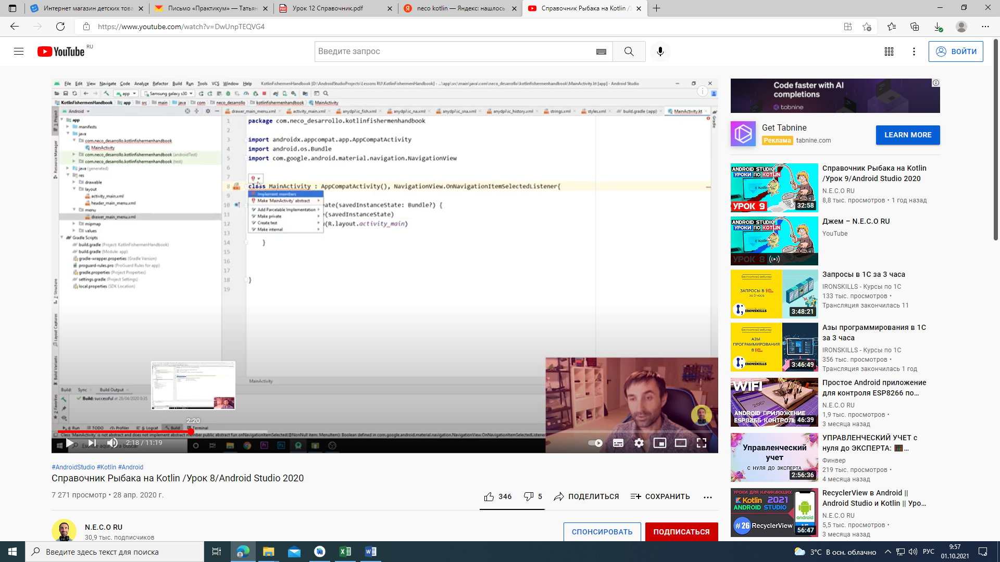 Интернет магазин детских това
Письмо «Практикум» — Татьян
Урок 12 Справочник.pdf
neco kotlin — Яндекс: нашлось
Справочник Рыбака на Kotlin /
https://www.youtube.com/watch?v=DwUnpTEQVG4
YouTube RU
Введите запрос
ВОЙТИ
File Edit View Navigate Code Analyze Refactor Build Run Tools VCS Window Help KotlinFishermenHandbook [D:\AndroidStudioProjects\Lessons RU\KotlinFishermenHandbook] - ...\app\src\main\java\com\neco_desarrollo\kotlinfishermenhandbook\MainActivity.kt [app] - Android Studio
app Samsung galaxy s30
KotlinFishermenHandbook app src main java com neco_desarrollo kotlinfishermenhandbook MainActivity
Android
drawer_main_menu.xml activity_main.xml anydpi\ic_fish.xml anydpi\ic_na.xml anydpi\ic_sna.xml anydpi\ic_history.xml strings.xml styles.xml build.gradle (:app) MainActivity.kt
app
manifests
java
com.neco_desarrollo.kotlinfishermenhandbook
MainActivity
com.neco_desarrollo.kotlinfishermenhandbook (androidTest)
com.neco_desarrollo.kotlinfishermenhandbook (test)
java (generated)
res
drawable
layout
activity_main.xml
header_main_menu.xml
menu
drawer_main_menu.xml
mipmap
values
Gradle Scripts
build.gradle (Project: KotlinFishermenHandbook)
build.gradle (Module: app)
gradle-wrapper.properties (Gradle Version)
proguard-rules.pro (ProGuard Rules for app)
gradle.properties (Project Properties)
settings.gradle (Project Settings)
local.properties (SDK Location)
1 package com.neco_desarrollo.kotlinfishermenhandbook
2
3 import androidx.appcompat.app.AppCompatActivity
4 import android.os.Bundle
5 import com.google.android.material.navigation.NavigationView
6
7
8 class MainActivity : AppCompatActivity(), NavigationView.OnNavigationItemSelectedListener{
9
Implement members
Make 'MainActivity' abstract
10 ate(savedInstanceState: Bundle?) {
Add Parcelable Implementation
11 (savedInstanceState)
Make private
12 (R.layout.activity_main)
Create test
Make internal
13
14 }
15
16
17
18 }
19
MainActivity
Build: Sync Build Output
Build: successful at 28/04/2020 0:35
2:20
Run TODO Profiler Logcat Build Terminal
Class 'MainActivity' is not abstract and does not implement abstract member public abstract fun onNavigationItemSelected(@NonNull item: MenuItem): Boolean defined in com.google.android.material.navigation.NavigationView.OnNavigationItemSelectedListener
2:18 / 11:19
#AndroidStudio #Kotlin #Android
Справочник Рыбака на Kotlin /Урок 8/Android Studio 2020
7 271 просмотр • 28 апр. 2020 г.
346 5 ПОДЕЛИТЬСЯ СОХРАНИТЬ
N.E.C.O RU
30,9 тыс. подписчиков
СПОНСИРОВАТЬ ПОДПИСАТЬСЯ
Code faster with AI
completions
tabnine
Get Tabnine
Реклама tabnine.com
LEARN MORE
ANDROID STUDIO
УРОКИ ПО KOTLIN
УРОК 9
32:58
Справочник Рыбака на Kotlin
/Урок 9/Android Studio 2020
N.E.C.O RU
8,8 тыс. просмотров • 1 год назад
ANDROID STUDIO
УРОКИ ПО KOTLIN
УРОК 8
Джем – N.E.C.O RU
YouTube
Бесплатный вебинар
ЗАПРОСЫ В 1С
за 3 часа
IRONSKILLS
3:48:21
Запросы в 1С за 3 часа
IRONSKILLS - Курсы по 1С
133 тыс. просмотров •
Трансляция закончилась 11
Бесплатный вебинар
АЗЫ
ПРОГРАММИРОВАНИЯ
В 1С
IRONSKILLS
3:46:49
Азы программирования в 1С
за 3 часа
IRONSKILLS - Курсы по 1С
356 тыс. просмотров •
Трансляция закончилась 1 год
WIFI
20C°
ANDROID ПРИЛОЖЕНИЕ
ESP8266 КОНТРОЛЬ
46:39
Простое Android приложение
для контроля ESP8266 по...
N.E.C.O RU
1,9 тыс. просмотров •
3 месяца назад
Управленческий
учет
С НУЛЯ ДО ЭКСПЕРТА
2:56:36
УПРАВЛЕНЧЕСКИЙ УЧЕТ с
нуля до ЭКСПЕРТА: ...
Финвер
219 тыс. просмотров •
4 месяца назад
УРОКИ ДЛЯ НАЧИНАЮЩИХ
Kotlin 2021
ANDROID STUDIO
android
#26 RecyclerView
56:47
RecyclerView в Android ||
Android Studio и Kotlin || Уро...
N.E.C.O RU
5,5 тыс. просмотров •
3 месяца назад
Введите здесь текст для поиска
3°C В осн. облачно
РУС
9:57
01.10.2021